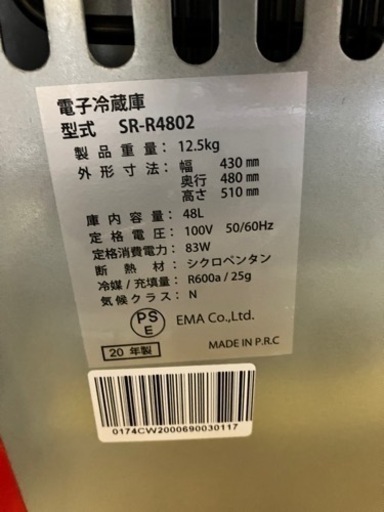 電子冷蔵庫
型式 SR-R4802
製品重量: 12.5kg
外形寸法: 幅 430㎜
奥行 480㎜
高さ 510㎜
庫内容量: 48L
定格電圧: 100V 50/60Hz
定格消費電力: 83W
断熱材: シクロペンタン
冷媒/充填量: R600a / 25g
気候クラス: N
PS
E
EMA Co.,Ltd.
20 年製
MADE IN P.R.C
0174CW2000690030117